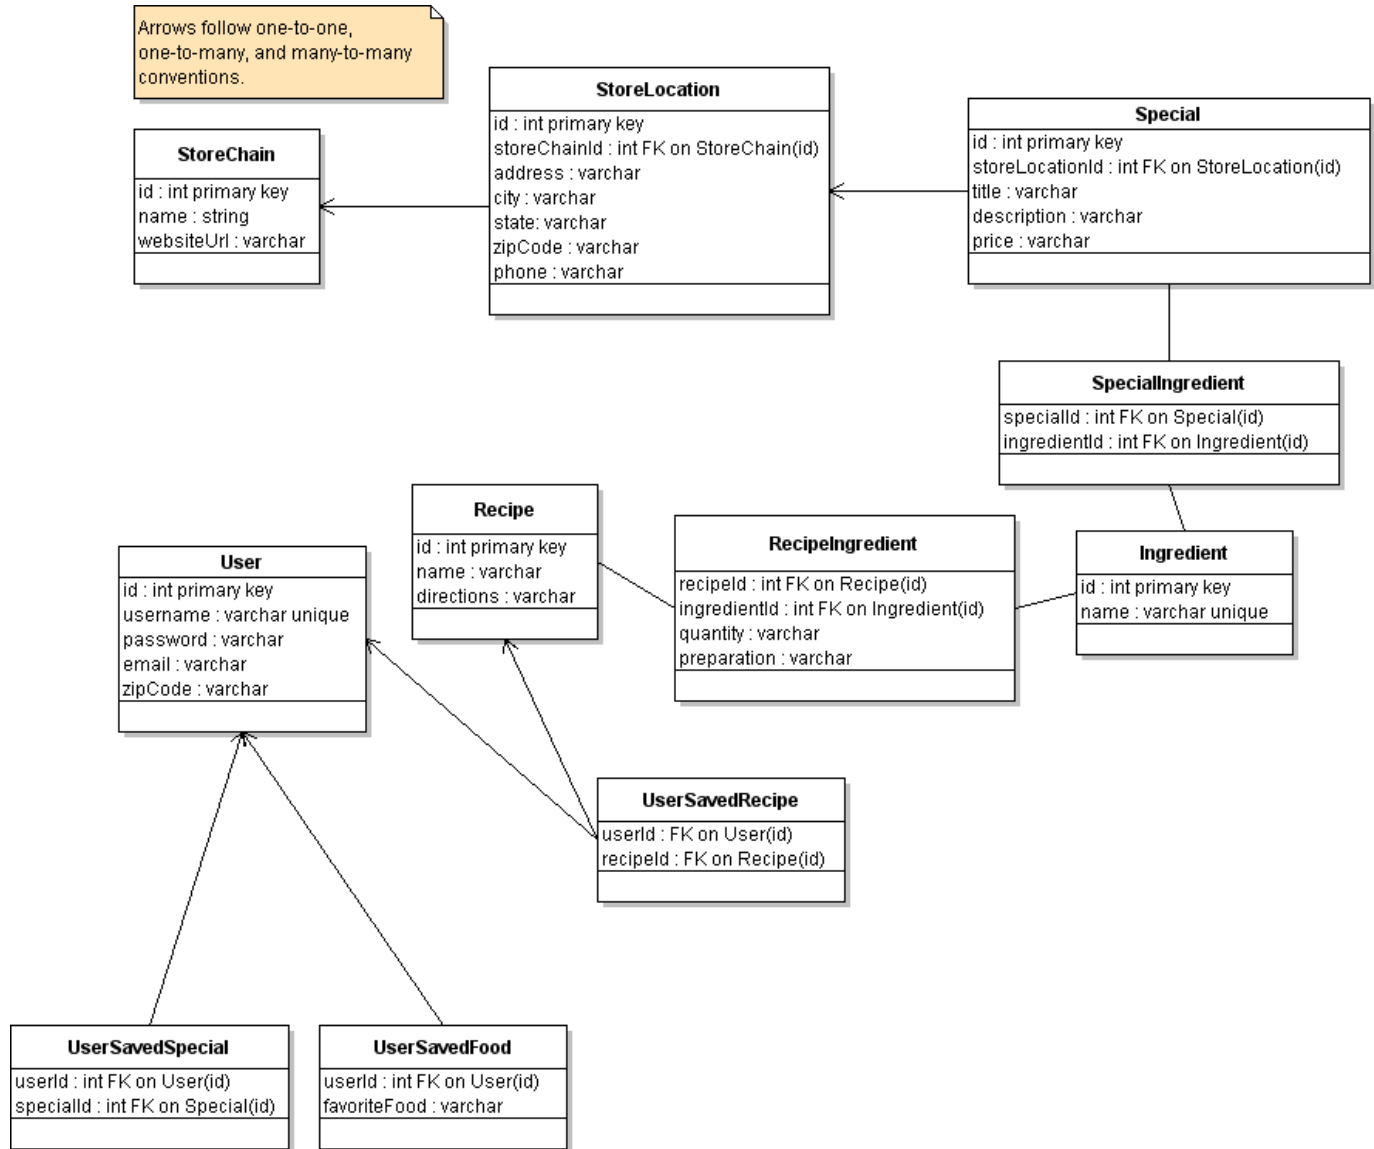 Arrows follow one-to-one,
one-to-many, and many-to-many
conventions.
StoreChain
id : int primary key
name : string
websiteUrl : varchar
StoreLocation
id : int primary key
storeChainId : int FK on StoreChain(id)
address : varchar
city : varchar
state: varchar
zipCode : varchar
phone : varchar
Special
id : int primary key
storeLocationId : int FK on StoreLocation(id)
title : varchar
description : varchar
price : varchar
SpecialIngredient
specialId : int FK on Special(id)
ingredientId : int FK on Ingredient(id)
Recipe
id : int primary key
name : varchar
directions : varchar
RecipeIngredient
recipeId : int FK on Recipe(id)
ingredientId : int FK on Ingredient(id)
quantity : varchar
preparation : varchar
Ingredient
id : int primary key
name : varchar unique
User
id : int primary key
username : varchar unique
password : varchar
email : varchar
zipCode : varchar
UserSavedRecipe
userId : FK on User(id)
recipeId : FK on Recipe(id)
UserSavedSpecial
userId : int FK on User(id)
specialId : int FK on Special(id)
UserSavedFood
userId : int FK on User(id)
favoriteFood : varchar